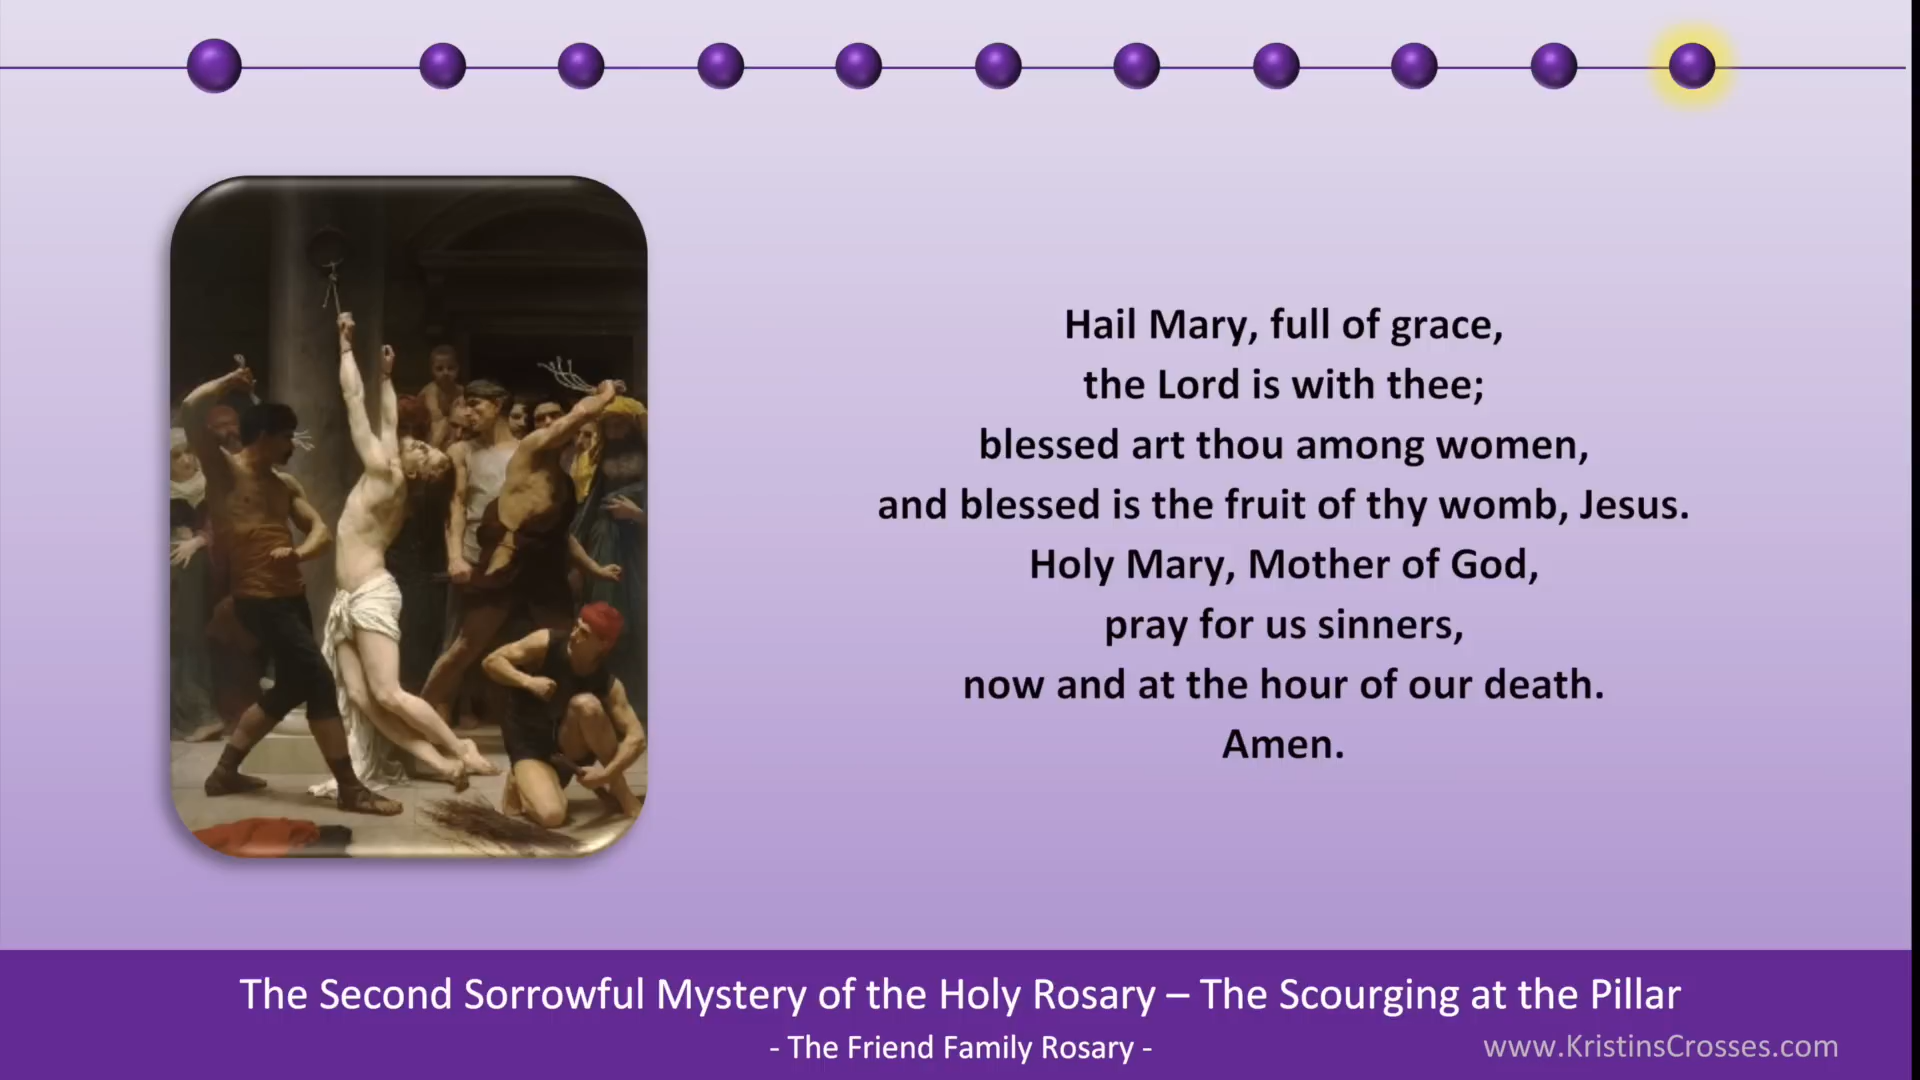 Hail Mary, full of grace,
the Lord is with thee;
blessed art thou among women,
and blessed is the fruit of thy womb, Jesus.
Holy Mary, Mother of God,
pray for us sinners,
now and at the hour of our death.
Amen.
The Second Sorrowful Mystery of the Holy Rosary – The Scourging at the Pillar
- The Friend Family Rosary -
www.KristinsCrosses.com